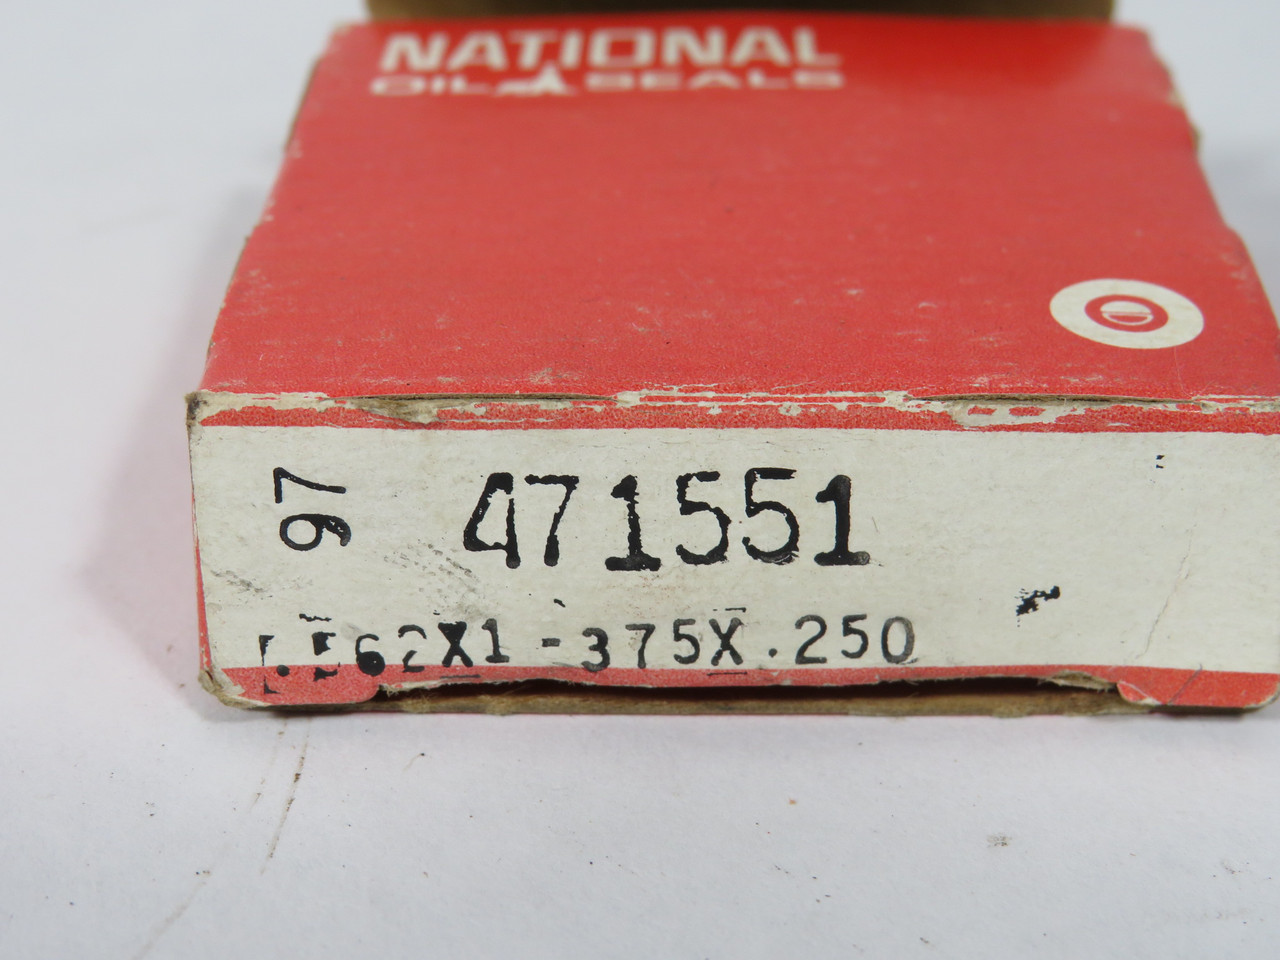 NATIONAL
OIL SEALS
97
471551
62X1-375X.250